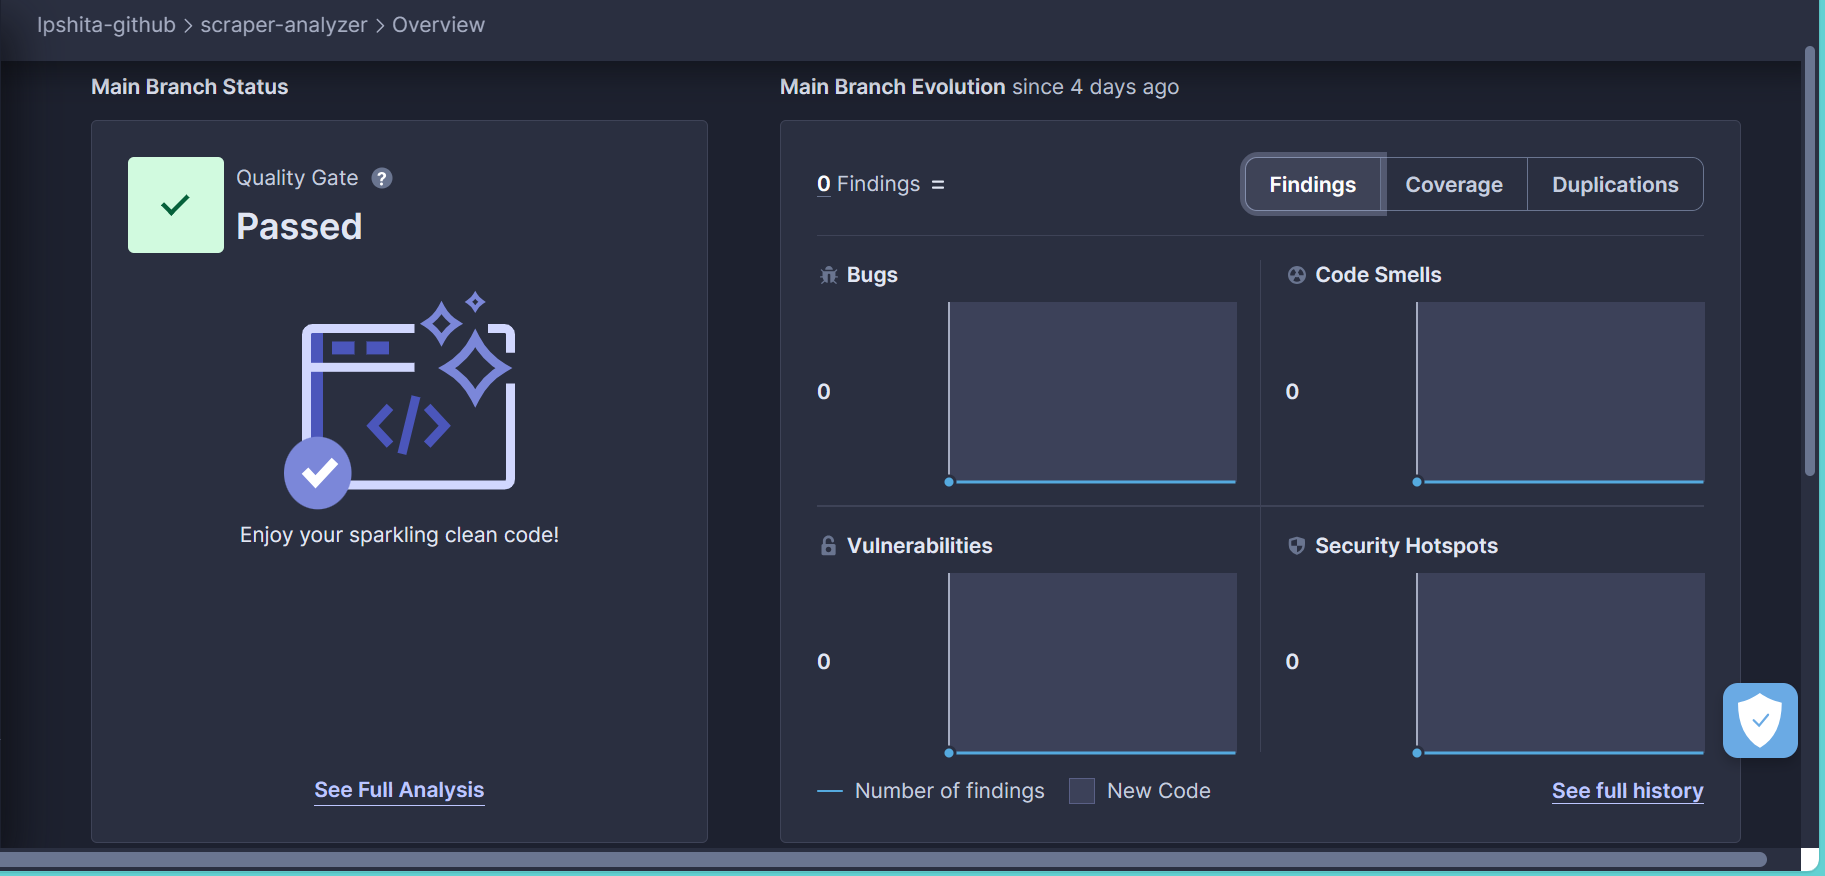 Ipshita-github > scraper-analyzer > Overview
Main Branch Status
Quality Gate ?
Passed
</>
Enjoy your sparkling clean code!
See Full Analysis
Main Branch Evolution since 4 days ago
0 Findings =
Findings
Coverage
Duplications
Bugs
0
Code Smells
0
Vulnerabilities
0
Security Hotspots
0
Number of findings
New Code
See full history